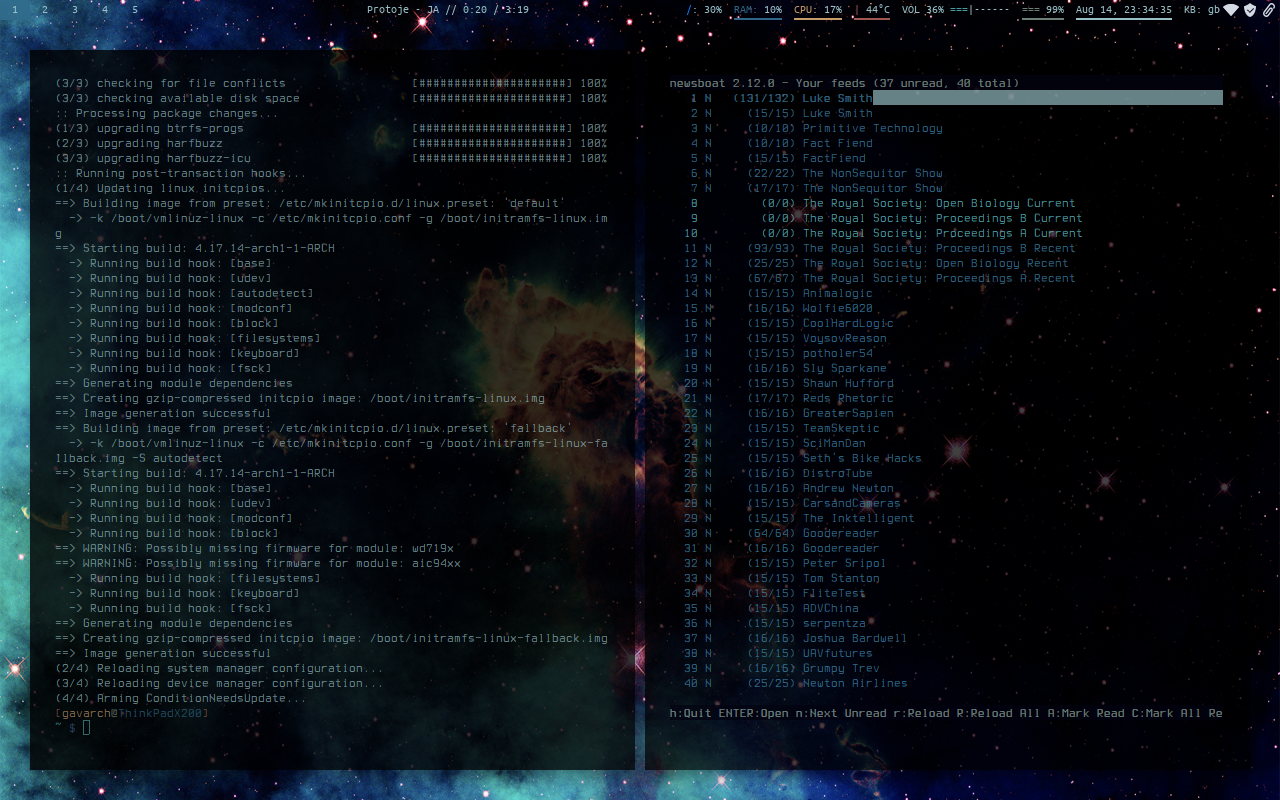 1 2 3 4 5 Protoje - JA // 0:20 / 3:19 /: 30% RAM: 10% CPU: 17% | 44°C VOL 36% ===|------ === 99% Aug 14, 23:34:35 KB: gb
(3/3) checking for file conflicts [#####################] 100%
(3/3) checking available disk space [#####################] 100%
:: Processing package changes...
(1/3) upgrading btrfs-progs [#####################] 100%
(2/3) upgrading harfbuzz [#####################] 100%
(3/3) upgrading harfbuzz-icu [#####################] 100%
:: Running post-transaction hooks...
(1/4) Updating linux initcpios...
==> Building image from preset: /etc/mkinitcpio.d/linux.preset: 'default'
-> -k /boot/vmlinuz-linux -c /etc/mkinitcpio.conf -g /boot/initramfs-linux.im
g
==> Starting build: 4.17.14-arch1-1-ARCH
-> Running build hook: [base]
-> Running build hook: [udev]
-> Running build hook: [autodetect]
-> Running build hook: [modconf]
-> Running build hook: [block]
-> Running build hook: [filesystems]
-> Running build hook: [keyboard]
-> Running build hook: [fsck]
==> Generating module dependencies
==> Creating gzip-compressed initcpio image: /boot/initramfs-linux.img
==> Image generation successful
==> Building image from preset: /etc/mkinitcpio.d/linux.preset: 'fallback'
-> -k /boot/vmlinuz-linux -c /etc/mkinitcpio.conf -g /boot/initramfs-linux-fa
llback.img -S autodetect
==> Starting build: 4.17.14-arch1-1-ARCH
-> Running build hook: [base]
-> Running build hook: [udev]
-> Running build hook: [modconf]
-> Running build hook: [block]
==> WARNING: Possibly missing firmware for module: wd719x
==> WARNING: Possibly missing firmware for module: aic94xx
-> Running build hook: [filesystems]
-> Running build hook: [keyboard]
-> Running build hook: [fsck]
==> Generating module dependencies
==> Creating gzip-compressed initcpio image: /boot/initramfs-linux-fallback.img
==> Image generation successful
(2/4) Reloading system manager configuration...
(3/4) Reloading device manager configuration...
(4/4) Arming ConditionNeedsUpdate...
[gavarch@ThinkPadX200]
~ $
newsboat 2.12.0 - Your feeds (37 unread, 40 total)
1 N (131/132) Luke Smith
2 N (15/15) Luke Smith
3 N (10/10) Primitive Technology
4 N (10/10) Fact Fiend
5 N (15/15) FactFiend
6 N (22/22) The NonSequitor Show
7 N (17/17) The NonSequitor Show
8 (0/0) The Royal Society: Open Biology Current
9 (0/0) The Royal Society: Proceedings B Current
10 (0/0) The Royal Society: Proceedings A Current
11 N (93/93) The Royal Society: Proceedings B Recent
12 N (25/25) The Royal Society: Open Biology Recent
13 N (67/67) The Royal Society: Proceedings A Recent
14 N (15/15) Animalogic
15 N (16/16) Wolfie6020
16 N (15/15) CoolHardLogic
17 N (15/15) VoysovReason
18 N (15/15) potholer54
19 N (16/16) Sly Sparkane
20 N (15/15) Shawn Hufford
21 N (17/17) Reds Rhetoric
22 N (16/16) GreaterSapien
23 N (15/15) TeamSkeptic
24 N (15/15) SciManDan
25 N (15/15) Seth's Bike Hacks
26 N (16/16) DistroTube
27 N (16/16) Andrew Newton
28 N (15/15) CarsandCameras
29 N (15/15) The Inktelligent
30 N (64/64) Goodereader
31 N (16/16) Goodereader
32 N (15/15) Peter Sripol
33 N (15/15) Tom Stanton
34 N (15/15) FliteTest
35 N (15/15) ADVChina
36 N (15/15) serpentza
37 N (16/16) Joshua Bardwell
38 N (15/15) UAVfutures
39 N (16/16) Grumpy Trev
40 N (25/25) Newton Airlines
h:Quit ENTER:Open n:Next Unread r:Reload R:Reload All A:Mark Read C:Mark All Re